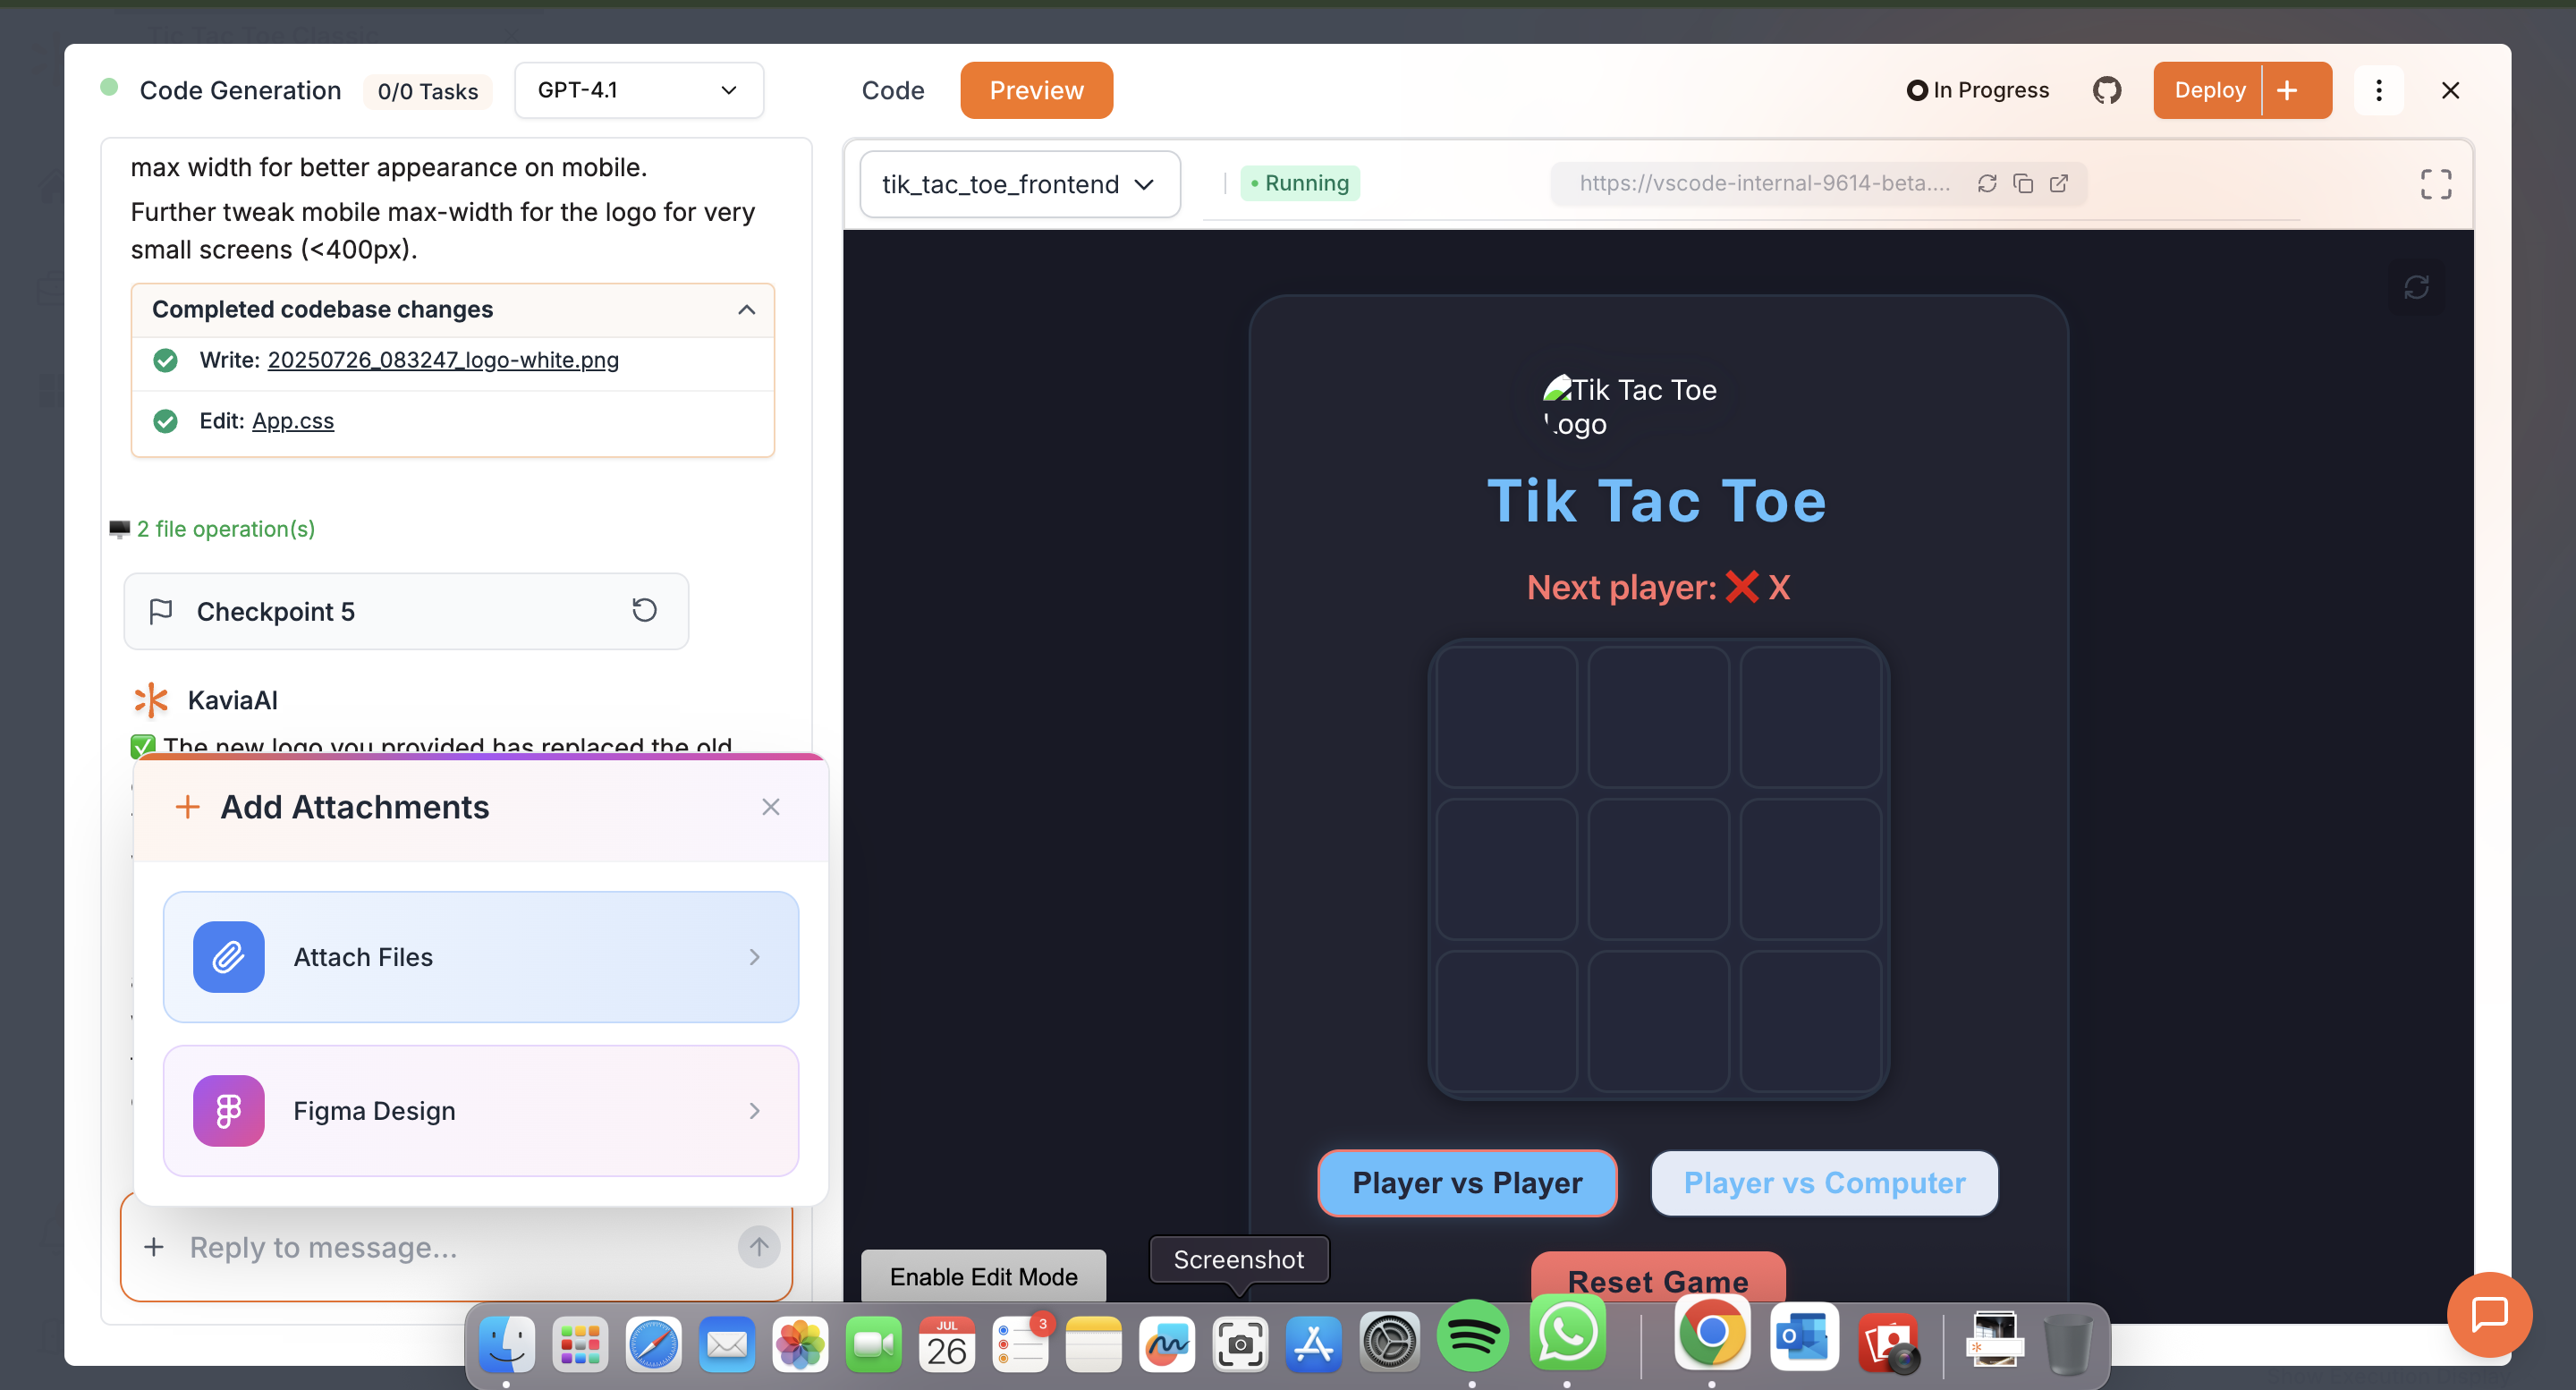 Tic Tac Toe Classic
Code Generation
0/0 Tasks
GPT-4.1
Code
Preview
In Progress
Deploy
max width for better appearance on mobile.
Further tweak mobile max-width for the logo for very
small screens (<400px).
Completed codebase changes
Write: 20250726_083247_logo-white.png
Edit: App.css
2 file operation(s)
Checkpoint 5
KaviaAI
The new logo you provided has replaced the old
Add Attachments
Attach Files
Figma Design
Reply to message...
tik_tac_toe_frontend
Running
https://vscode-internal-9614-beta....
Tik Tac Toe
Logo
Tik Tac Toe
Next player: ❌ X
Player vs Player
Player vs Computer
Reset Game
Enable Edit Mode
Screenshot
JUL
26
3